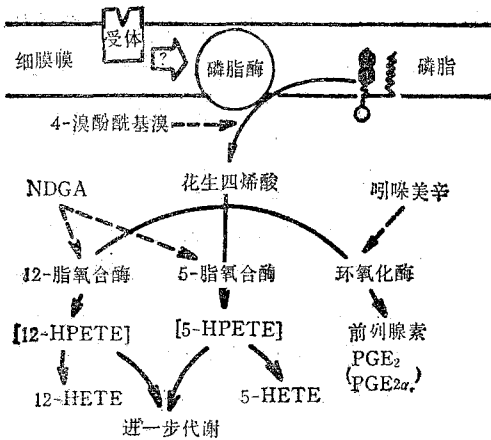 受体
细胞膜
?
磷脂酶
磷脂
4-溴酚酰基溴
花生四烯酸
NDGA
吲哚美辛
12-脂氧合酶
5-脂氧合酶
环氧化酶
[12-HPETE]
[5-HPETE]
前列腺素
(PGE₂
PGE₂α,)
12-HETE
5-HETE
进一步代谢